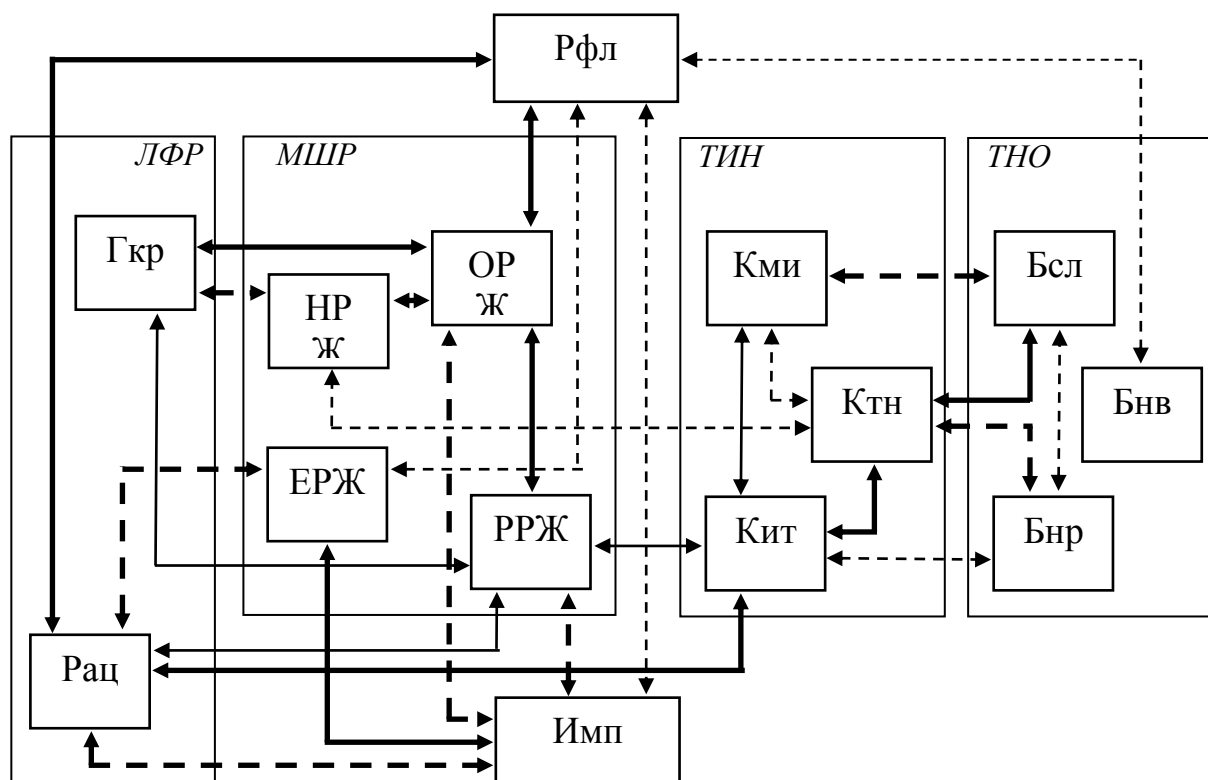 Рфл
ЛФР
МШР
ТИН
ТНО
Гкр
ОР
Ж
НР
Ж
Кми
Бсл
Ктн
Бнв
ЕРЖ
РРЖ
Кит
Бнр
Рац
Имп